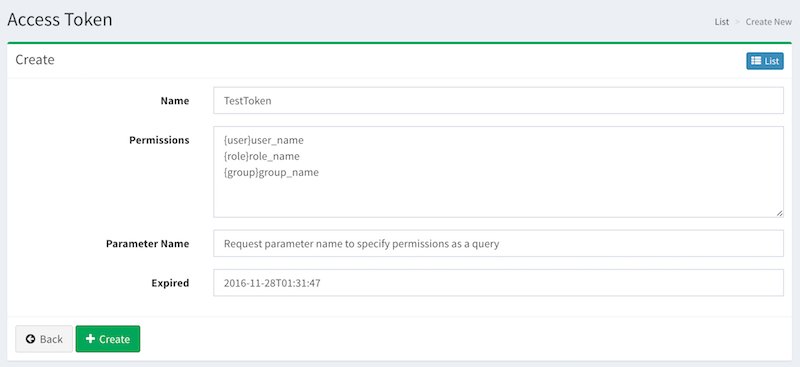 Access Token
List > Create New
Create
List
Name
TestToken
Permissions
{user}user_name
{role}role_name
{group}group_name
Parameter Name
Request parameter name to specify permissions as a query
Expired
2016-11-28T01:31:47
Back
Create